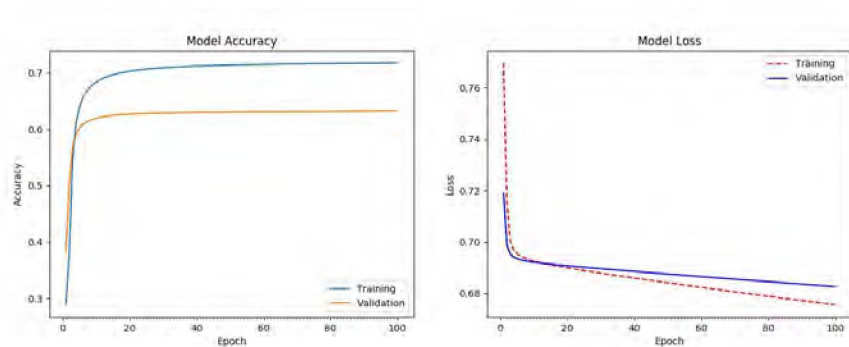 Model Accuracy
0.7
0.6
0.5
0.4
0.3
Accuracy
Training
Validation
0
20
40
60
80
100
Epoch
Model Loss
Training
Validation
0.76
0.74
0.72
0.70
0.68
Loss
0
20
40
60
80
100
Epoch